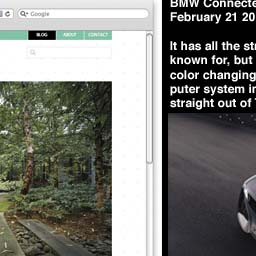 Google
BLOG ABOUT CONTACT
BMW Connecte
February 21 20
It has all the st
known for, but
color changing
puter system in
straight out of